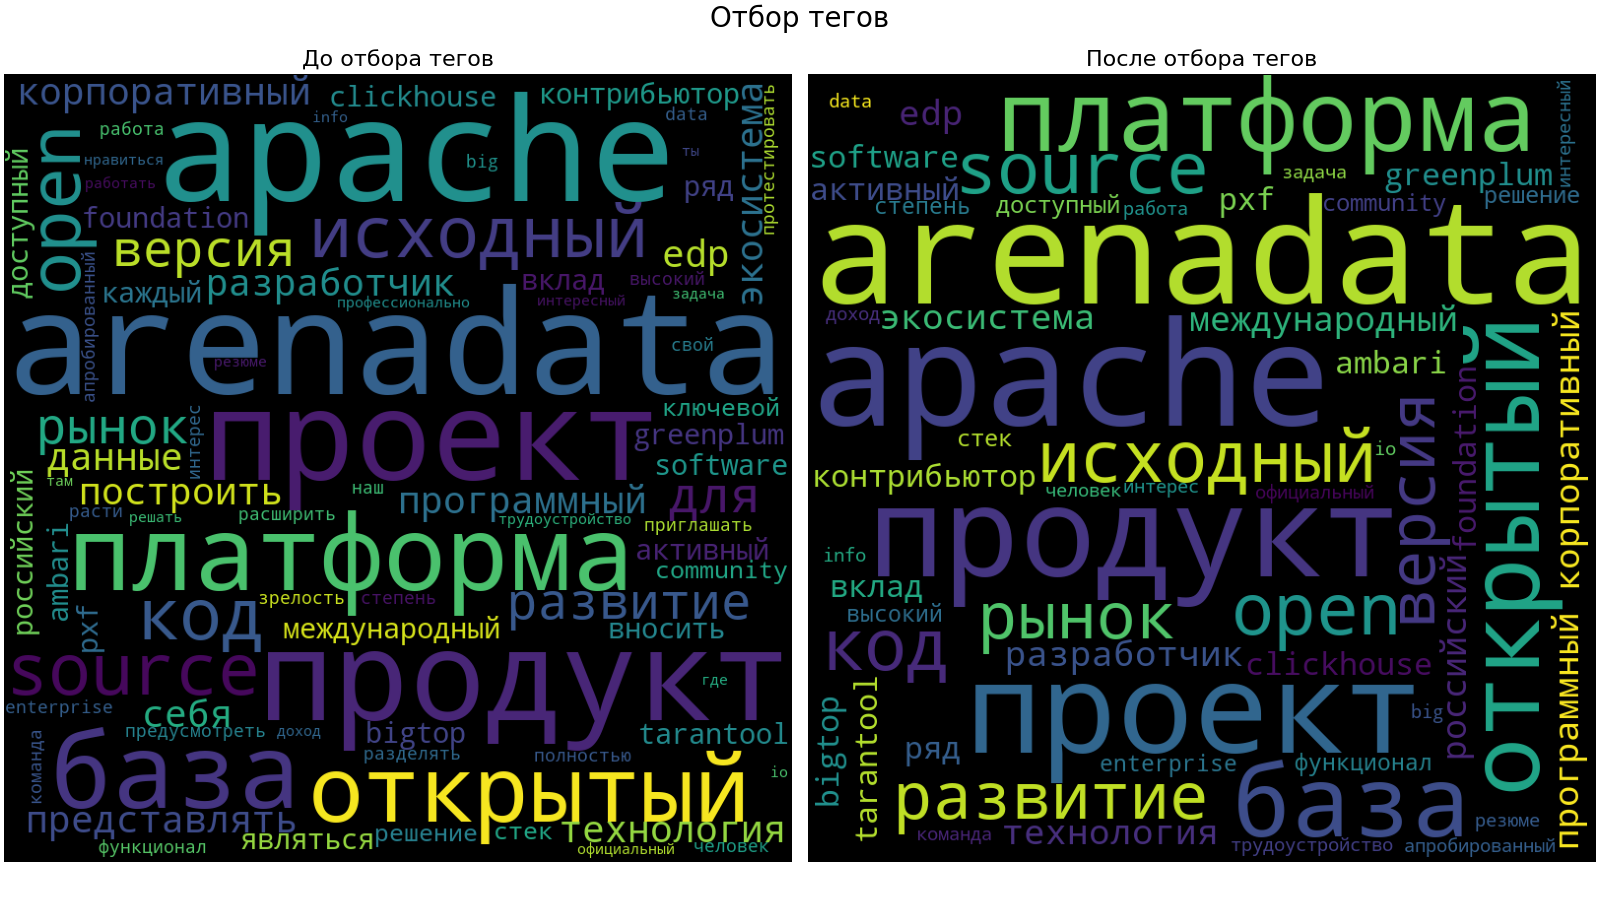 Отбор тегов
До отбора тегов
После отбора тегов
корпоративный
clickhouse
контрибьютор
info
data
работа
apache
экосистема
протестировать
open
нравиться
big
ты
доступный
работать
ряд
foundation
исходный
версия
edp
разработчик
вклад
высокий
каждый
апробированный
профессионально
интересный
задача
arenadata
свой
резюме
проект
ключевой
рынок
интерес
greenplum
данные
software
там
построить
наш
программный
для
российский
расти
решать
расширить
трудоустройство
приглашать
ambari
платформа
активный
community
зрелость
степень
pxf
код
развитие
международный
вносить
source
продукт
где
enterprise
себя
предусмотреть
доход
bigtop
tarantool
команда
база
разделять
полностью
открытый
io
представлять
являться
решение
стек
технология
функционал
официальный
человек
data
edp
платформа
интересный
software
source
задача
greenplum
активный
степень
доступный
работа
pxf
community
решение
arenadata
доход
экосистема
международный
apache
ambari
открытый
корпоративный
версия
foundation
стек
исходный
io
контрибьютор
человек
интерес
официальный
продукт
info
вклад
российский
высокий
рынок
open
код
разработчик
clickhouse
программный
bigtop
tarantool
проект
big
ряд
enterprise
функционал
развитие
база
команда
технология
резюме
трудоустройство
апробированный